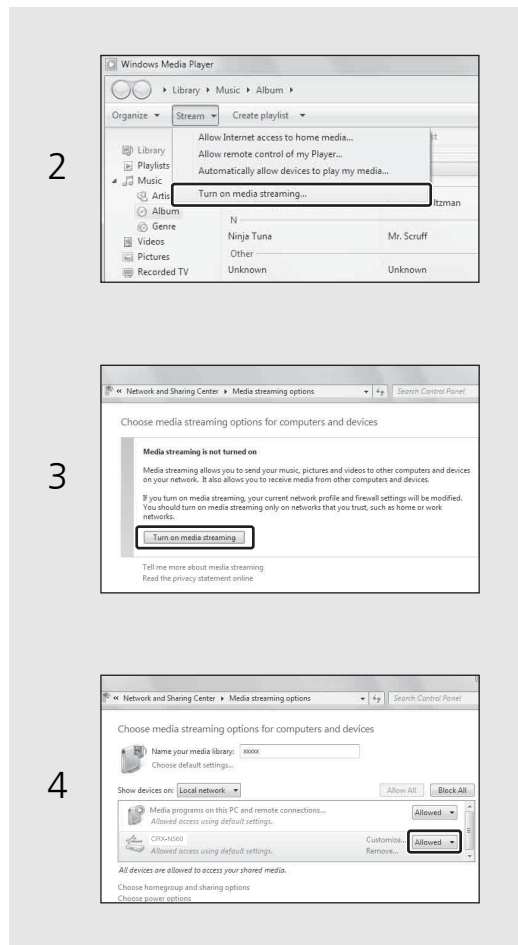 2
Windows Media Player
Library Music Album
Organize Stream Create playlist
Allow Internet access to home media...
Allow remote control of my Player...
Automatically allow devices to play my media...
Turn on media streaming...
Library
Playlists
Music
Artis
Album
Genre
Videos
Pictures
Recorded TV
st
ltzman
N
Ninja Tuna Mr. Scruff
Other
Unknown Unknown
3
« Network and Sharing Center Media streaming options Search Control Panel
Choose media streaming options for computers and devices
Media streaming is not turned on
Media streaming allows you to send your music, pictures and videos to other computers and devices
on your network. It also allows you to receive media from other computers and devices.
If you turn on media streaming, your current network profile and firewall settings will be modified.
You should turn on media streaming only on networks that you trust, such as home or work
networks.
Turn on media streaming
Tell me more about media streaming
Read the privacy statement online
4
« Network and Sharing Center Media streaming options Search Control Panel
Choose media streaming options for computers and devices
Name your media library: xxxxx
Choose default settings...
Show devices on: Local network Allow All Block All
Media programs on this PC and remote connections... Allowed
Allowed access using default settings.
CRX-N560 Customize... Allowed
Allowed access using default settings. Remove...
All devices are allowed to access your shared media.
Choose homegroup and sharing options
Choose power options